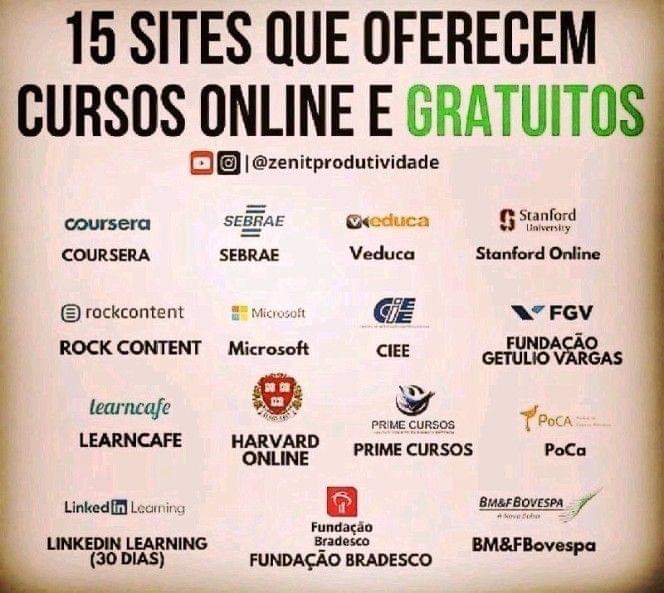 15 SITES QUE OFERECEM
CURSOS ONLINE E GRATUITOS
|@zenitprodutividade
coursera
SEBRAE
veduca
Stanford
University
COURSERA
SEBRAE
Veduca
Stanford Online
rockcontent
Microsoft
CIEE
FGV
ROCK CONTENT
Microsoft
CIEE
FUNDAÇÃO
GETULIO VARGAS
learncafe
PRIME CURSOS
PoCA
LEARNCAFE
HARVARD
ONLINE
PRIME CURSOS
PoCa
Linked in Learning
Fundação
Bradesco
BM&FBOVESPA
A Nova Bolsa
LINKEDIN LEARNING
(30 DIAS)
FUNDAÇÃO BRADESCO
BM&FBovespa